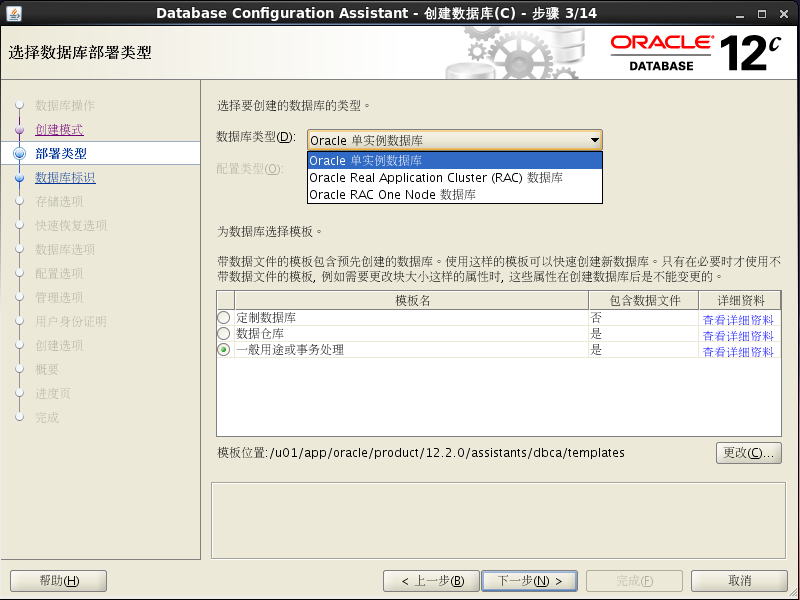 Database Configuration Assistant - 创建数据库(C) - 步骤 3/14
选择数据库部署类型
ORACLE
DATABASE
12c
数据库操作
创建模式
部署类型
数据库标识
存储选项
快速恢复选项
数据库选项
配置选项
管理选项
用户身份证明
创建选项
概要
进度页
完成
选择要创建的数据库的类型。
数据库类型(D): Oracle 单实例数据库
Oracle 单实例数据库
配置类型(O):
Oracle Real Application Cluster (RAC) 数据库
Oracle RAC One Node 数据库
为数据库选择模板。
带数据文件的模板包含预先创建的数据库。使用这样的模板可以快速创建新数据库。只有在必要时才使用不
带数据文件的模板, 例如需要更改块大小这样的属性时, 这些属性在创建数据库后是不能变更的。
模板名 包含数据文件 详细资料
定制数据库 否 查看详细资料
数据仓库 是 查看详细资料
一般用途或事务处理 是 查看详细资料
模板位置:/u01/app/oracle/product/12.2.0/assistants/dbca/templates 更改(C)...
帮助(H) < 上一步(B) 下一步(N) > 完成(F) 取消